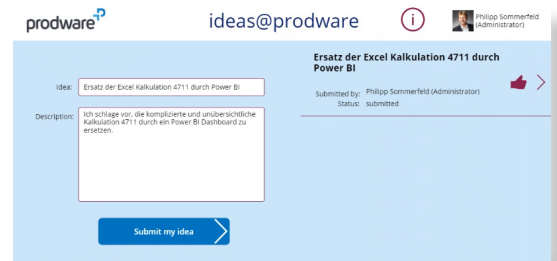 prodware
ideas@prodware
i
Philipp Sommerfeld
(Administrator)
Idea:
Ersatz der Excel Kalkulation 4711 durch Power BI
Description:
Ich schlage vor, die komplizierte und unübersichtliche
Kalkulation 4711 durch ein Power BI Dashboard zu
ersetzen.
Submit my idea
Ersatz der Excel Kalkulation 4711 durch
Power BI
Submitted by: Philipp Sommerfeld (Administrator)
Status: submitted